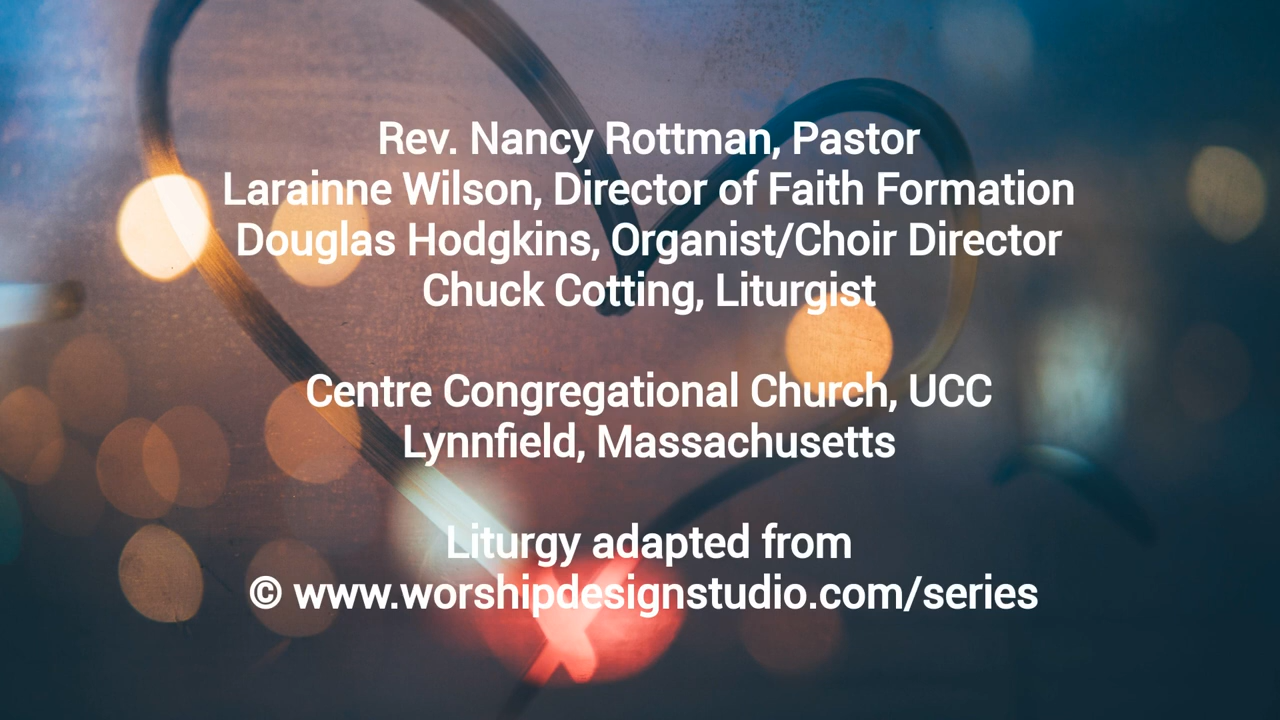 Rev. Nancy Rottman, Pastor
Larainne Wilson, Director of Faith Formation
Douglas Hodgkins, Organist/Choir Director
Chuck Cotting, Liturgist
Centre Congregational Church, UCC
Lynnfield, Massachusetts
Liturgy adapted from
© www.worshipdesignstudio.com/series